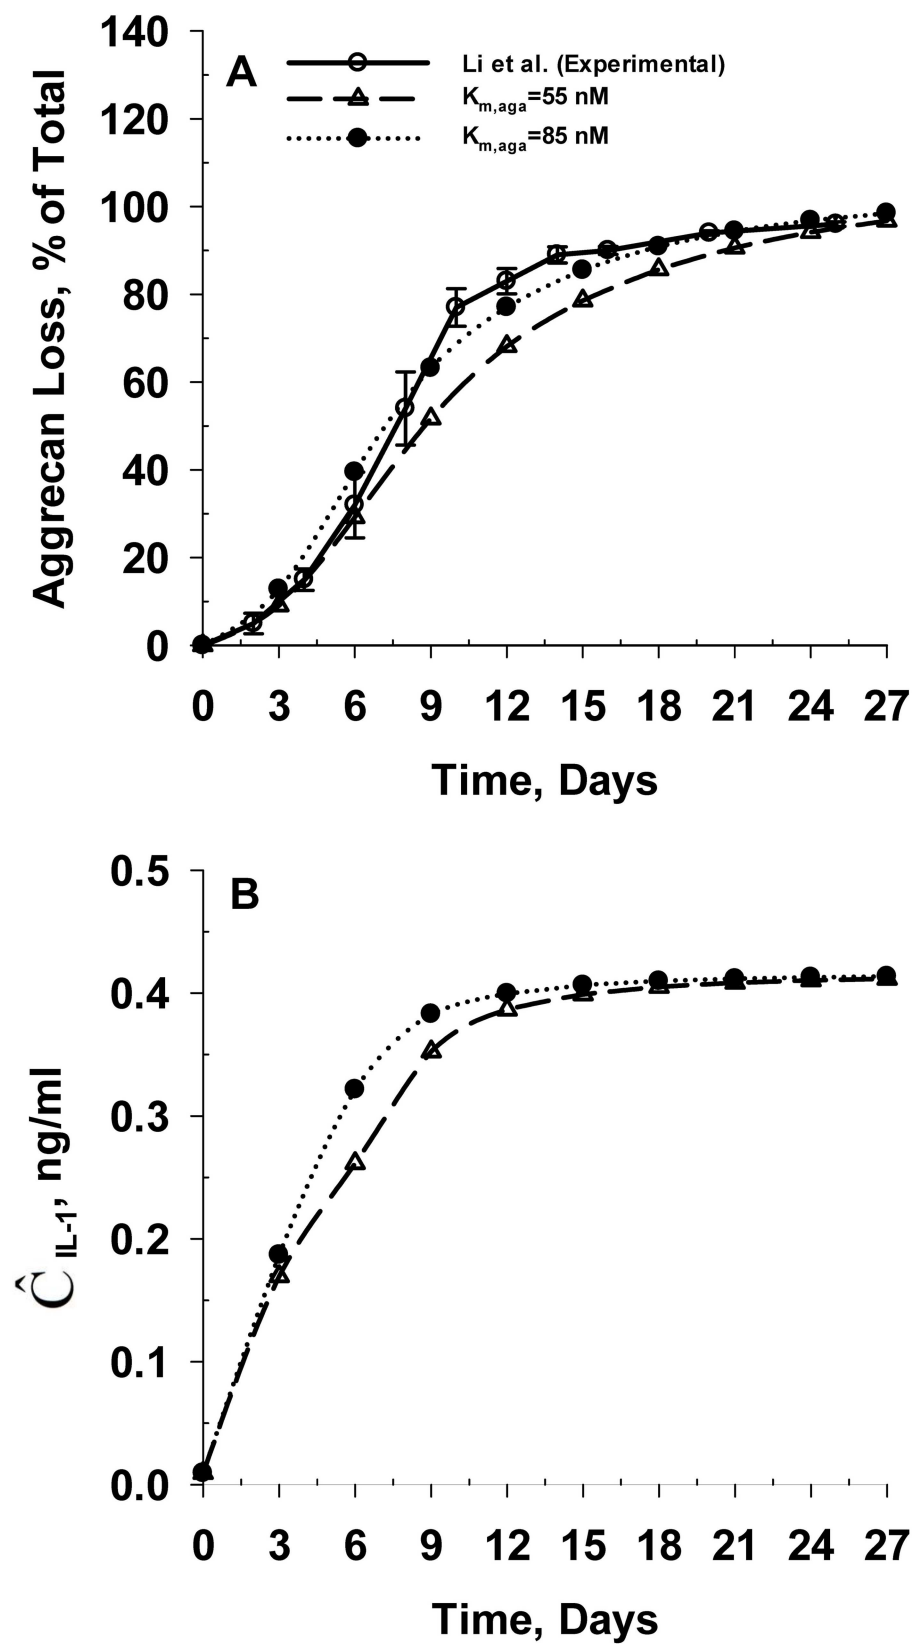 140
A
Li et al. (Experimental)
Km,aga=55 nM
Km,aga=85 nM
120
100
80
60
40
20
0
Aggrecan Loss, % of Total
0 3 6 9 12 15 18 21 24 27
Time, Days
0.5
B
0.4
0.3
0.2
0.1
0.0
Ĉ IL-1, ng/ml
0 3 6 9 12 15 18 21 24 27
Time, Days